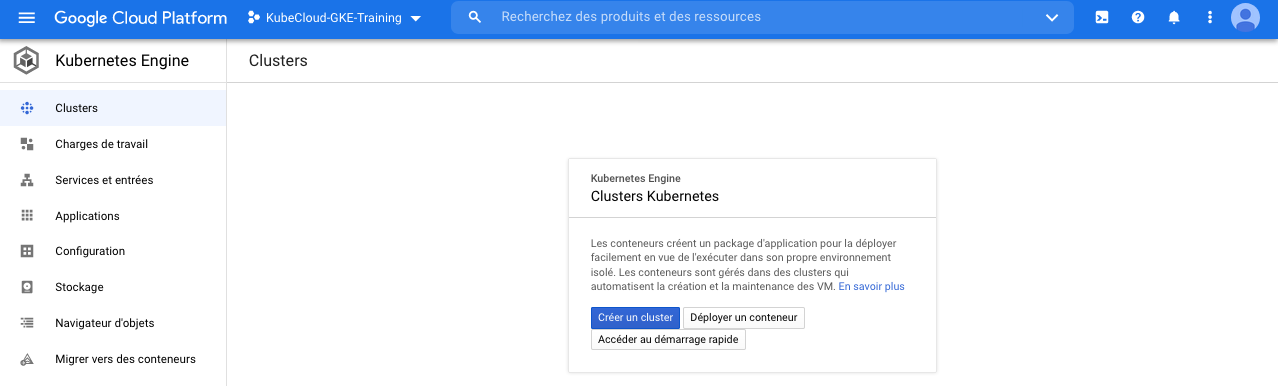 Google Cloud Platform KubeCloud-GKE-Training Recherchez des produits et des ressources
Kubernetes Engine Clusters
Clusters
Charges de travail
Services et entrées
Applications
Configuration
Stockage
Navigateur d'objets
Migrer vers des conteneurs
Kubernetes Engine
Clusters Kubernetes
Les conteneurs créent un package d'application pour la déployer
facilement en vue de l'exécuter dans son propre environnement
isolé. Les conteneurs sont gérés dans des clusters qui
automatisent la création et la maintenance des VM. En savoir plus
Créer un cluster Déployer un conteneur
Accéder au démarrage rapide